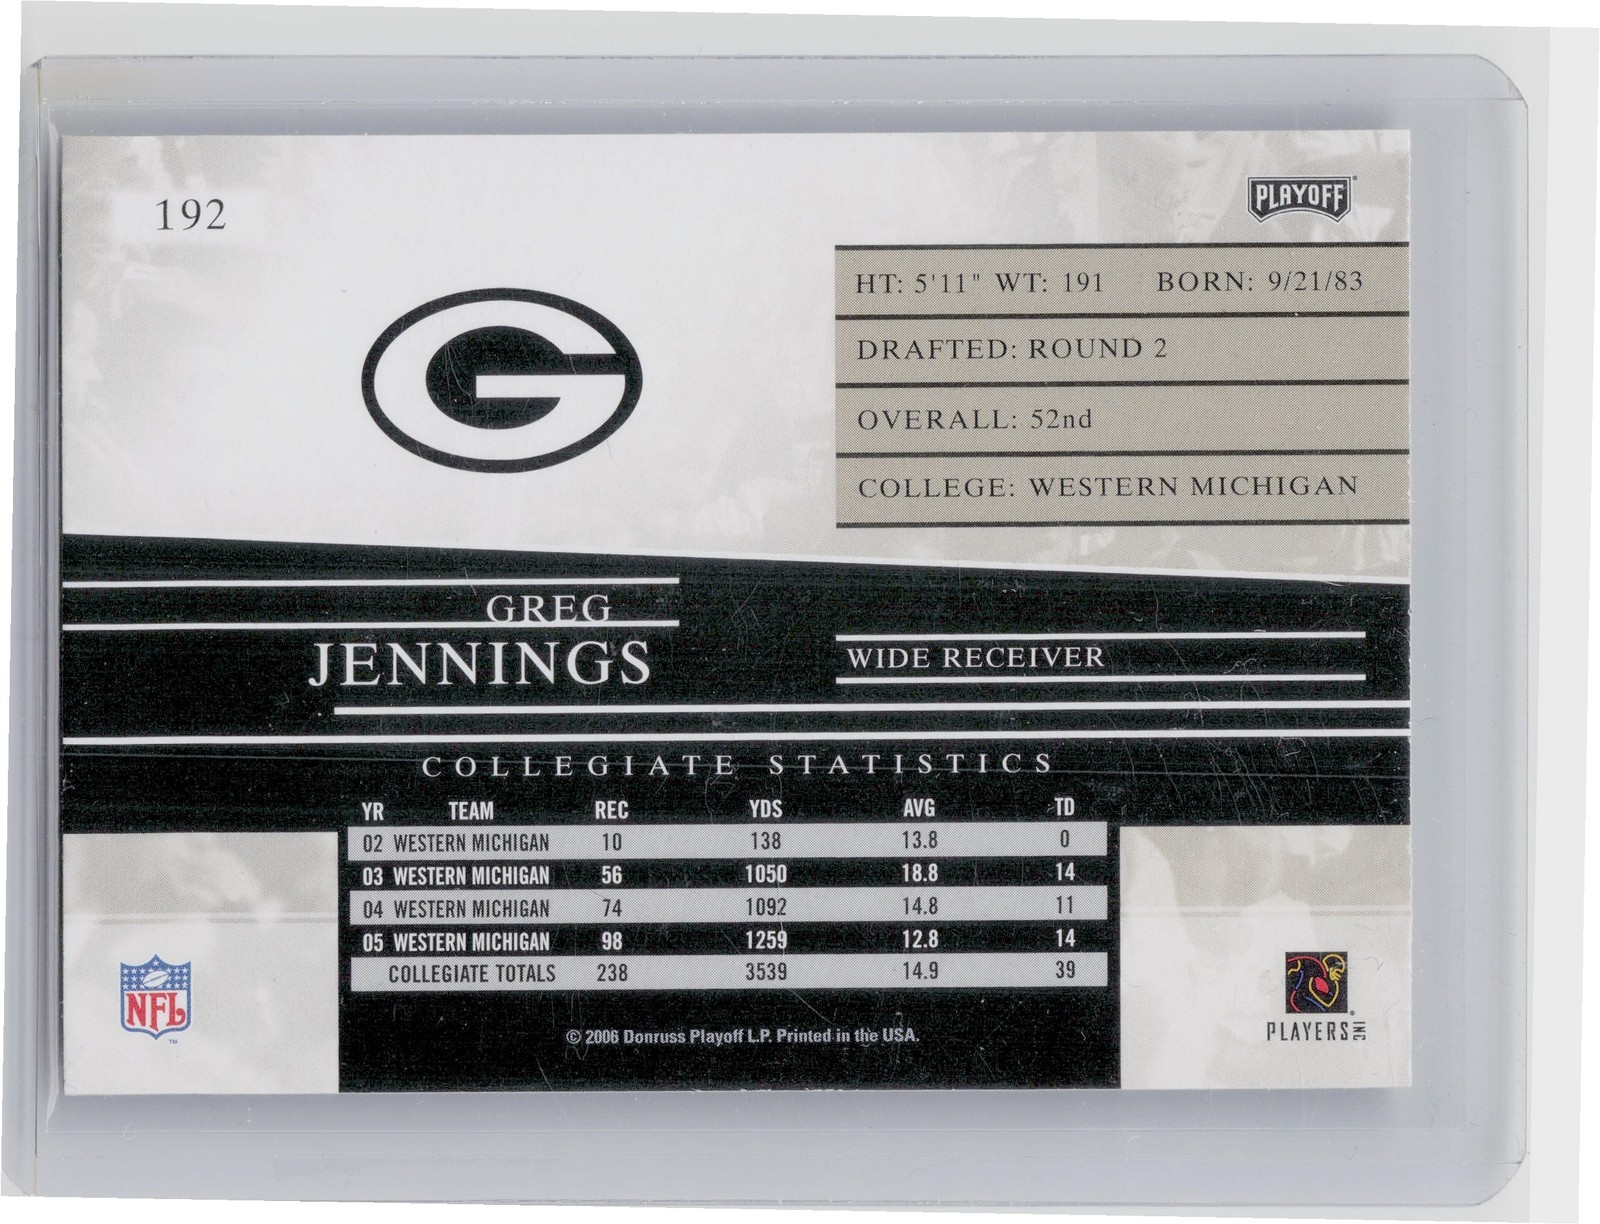 192
PLAYOFF
HT: 5'11" WT: 191 BORN: 9/21/83
DRAFTED: ROUND 2
OVERALL: 52nd
COLLEGE: WESTERN MICHIGAN
G
GREG
JENNINGS
WIDE RECEIVER
COLLEGIATE STATISTICS
YR TEAM REC YDS AVG TD
02 WESTERN MICHIGAN 10 138 13.8 0
03 WESTERN MICHIGAN 56 1050 18.8 14
04 WESTERN MICHIGAN 74 1092 14.8 11
05 WESTERN MICHIGAN 98 1259 12.8 14
COLLEGIATE TOTALS 238 3539 14.9 39
NFL
TM
© 2006 Donruss Playoff L.P. Printed in the USA.
PLAYERS INC